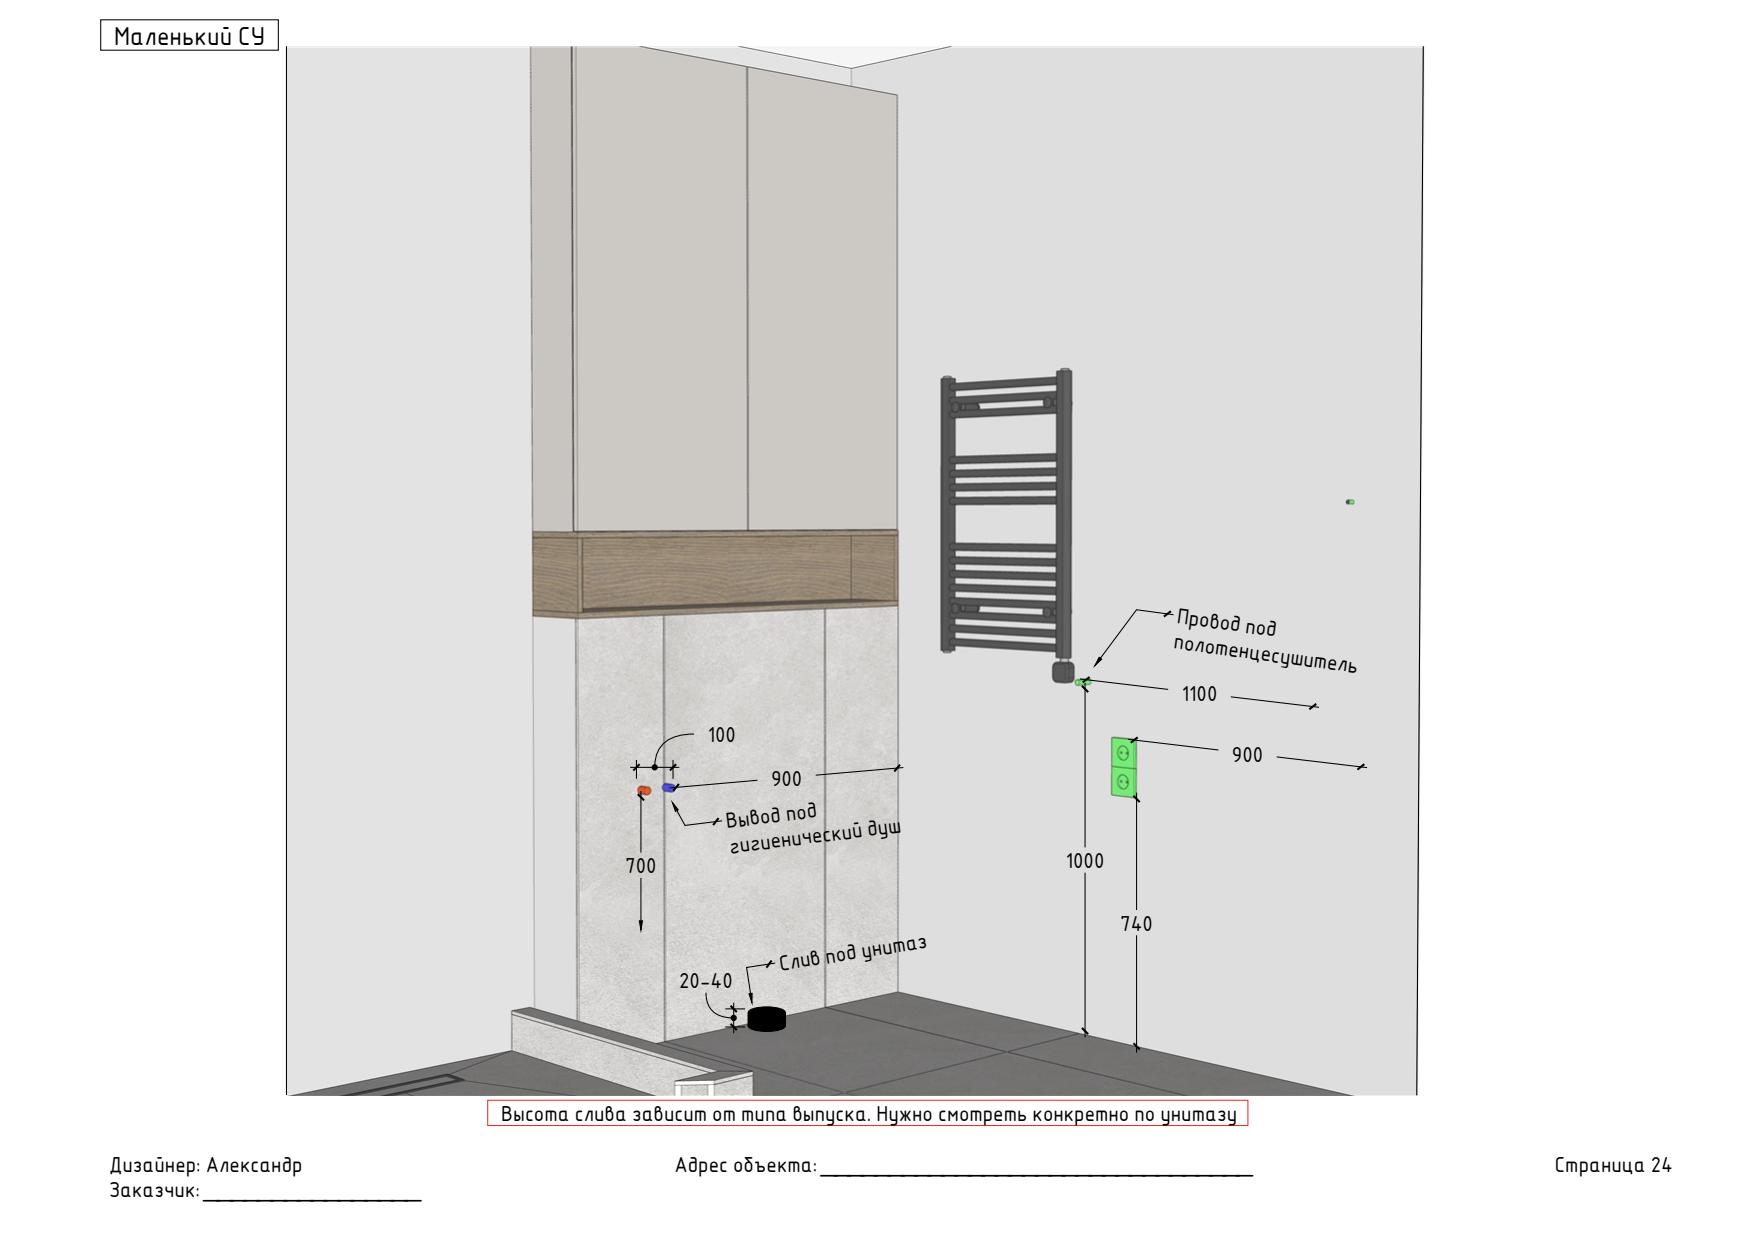 Маленький СУ
Провод под
полотенцесушитель
1100
100
900
900
Вывод под
гигиенический душ
700
1000
740
Слив под унитаз
20-40
Высота слива зависит от типа выпуска. Нужно смотреть конкретно по унитазу
Дизайнер: Александр
Адрес объекта:
Страница 24
Заказчик: